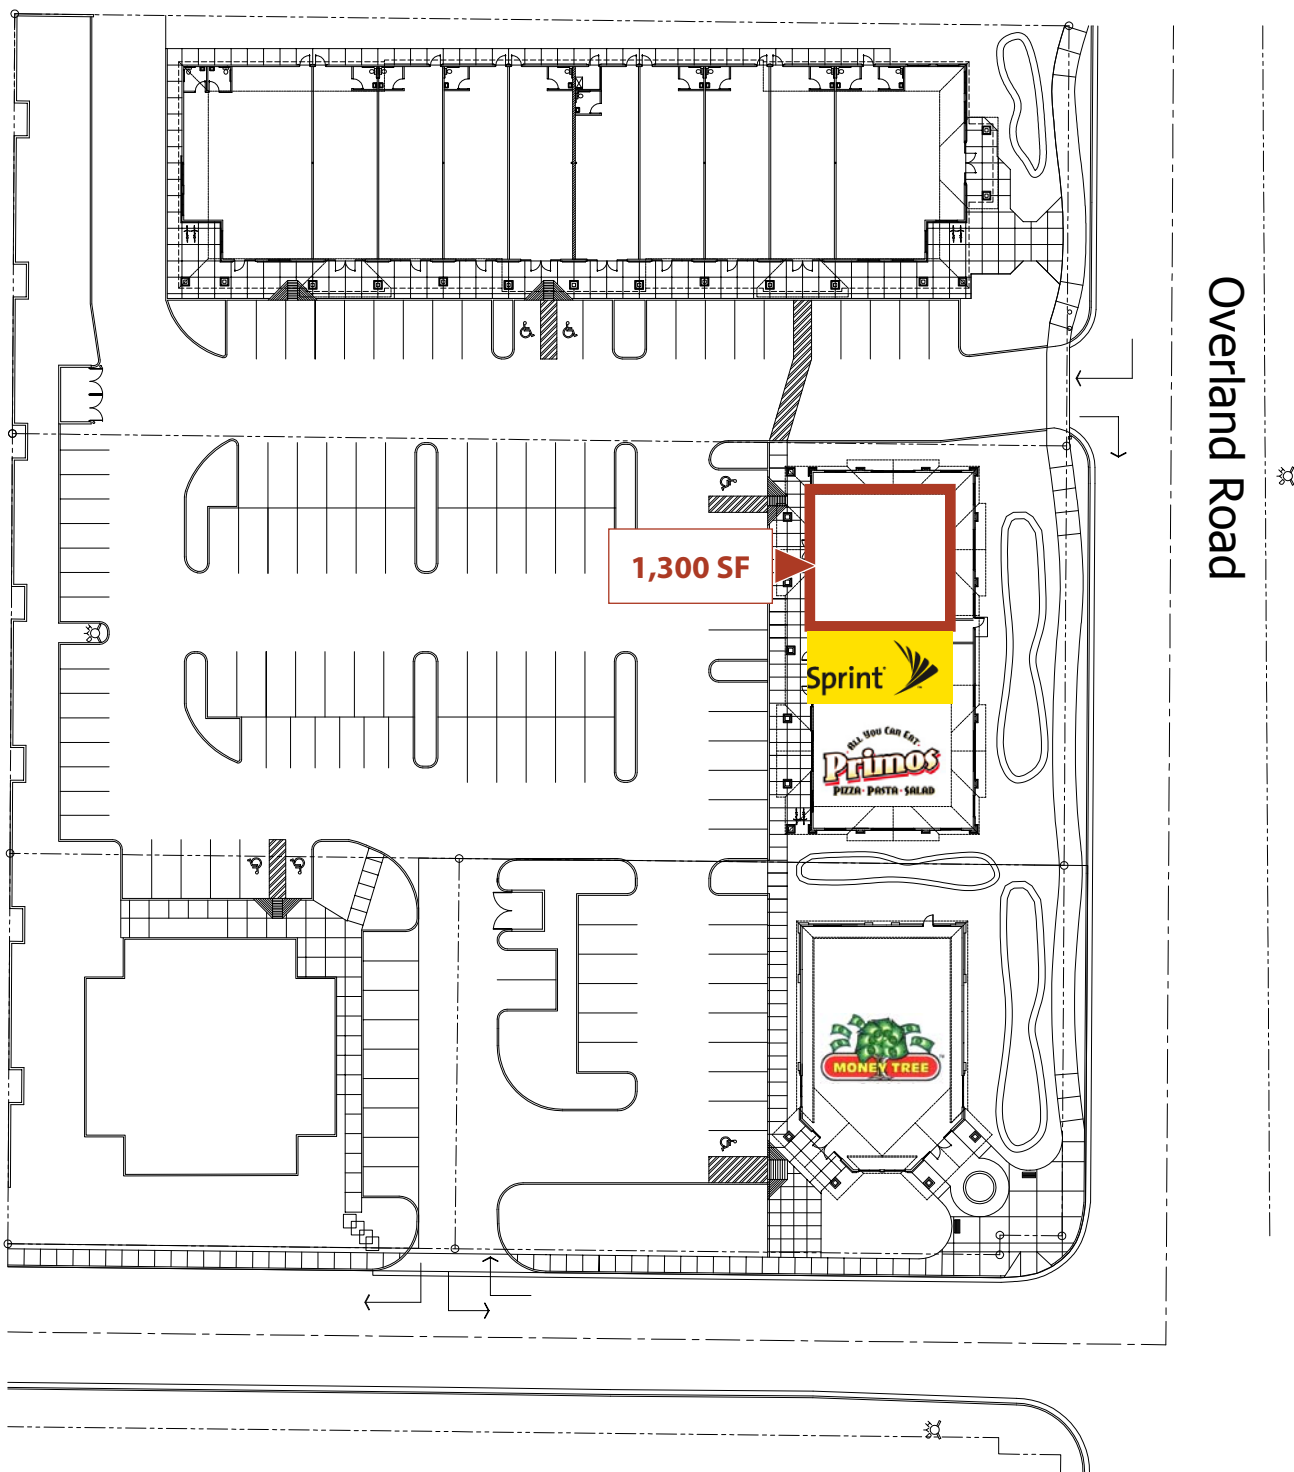 Overland Road
1,300 SF
Sprint
ALL YOU CAN EAT
Primos
PIZZA · PASTA · SALAD
MONEY TREE